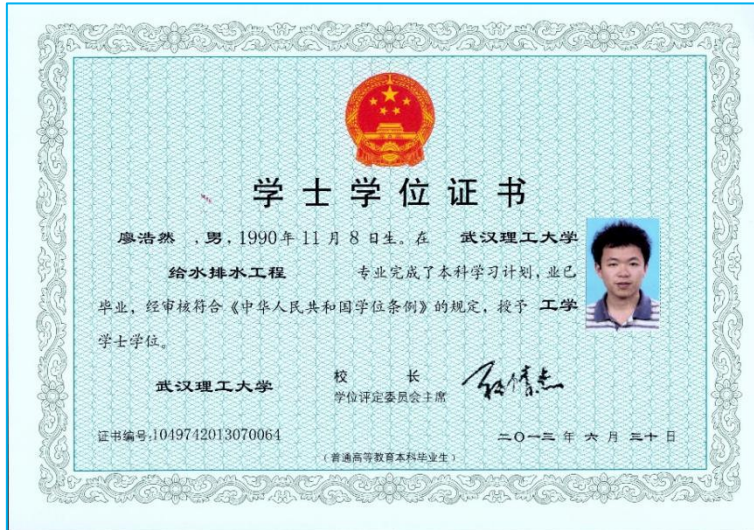 学士学位证书
廖浩然 ,男,1990年 11 月 8 日生。在 武汉理工大学
给水排水工程 专业完成了本科学习计划,业已
毕业,经审核符合《中华人民共和国学位条例》的规定,授予 工学
学士学位。
武汉理工大学
校 长
学位评定委员会主席
证书编号:1049742013070064
二〇一三 年 六 月 三十 日
(普通高等教育本科毕业生)